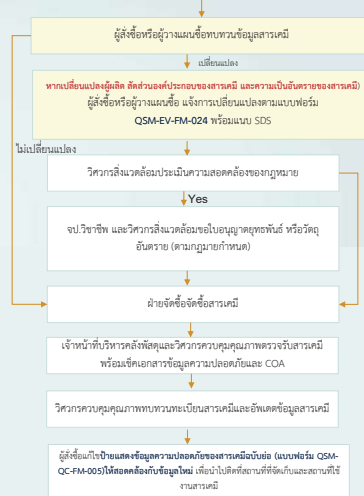 ผู้สั่งซื้อหรือผู้วางแผนซื้อทบทวนข้อมูลสารเคมี
เปลี่ยนแปลง
หากเปลี่ยนแปลงผู้ผลิต สัดส่วนองค์ประกอบของสารเคมี และความเป็นอันตรายของสารเคมี)
ผู้สั่งซื้อหรือผู้วางแผนซื้อ แจ้งการเปลี่ยนแปลงตามแบบฟอร์ม
QSM-EV-FM-024 พร้อมแนบ SDS
ไม่เปลี่ยนแปลง
วิศวกรสิ่งแวดล้อมประเมินความสอดคล้องของกฎหมาย
Yes
จป.วิชาชีพ และวิศวกรสิ่งแวดล้อมขอใบอนุญาตยุทธพันธ์ หรือวัตถุ
อันตราย (ตามกฎมายกำหนด)
ฝ่ายจัดซื้อจัดซื้อสารเคมี
เจ้าหน้าที่บริหารคลังพัสดุและวิศวกรควบคุมคุณภาพตรวจรับสารเคมี
พร้อมเช็คเอกสารข้อมูลความปลอดภัยและ COA
วิศวกรควบคุมคุณภาพทบทวนทะเบียนสารเคมีและอัพเดตข้อมูลสารเคมี
ผู้สั่งซื้อแก้ไขป้ายแสดงข้อมูลความปลอดภัยของสารเคมีฉบับย่อ (แบบฟอร์ม QSM-
QC-FM-005)ให้สอดคล้องกับข้อมูลใหม่ เพื่อนำไปติดที่สถานที่ที่จัดเก็บและสถานที่ใช้
งานสารเคมี